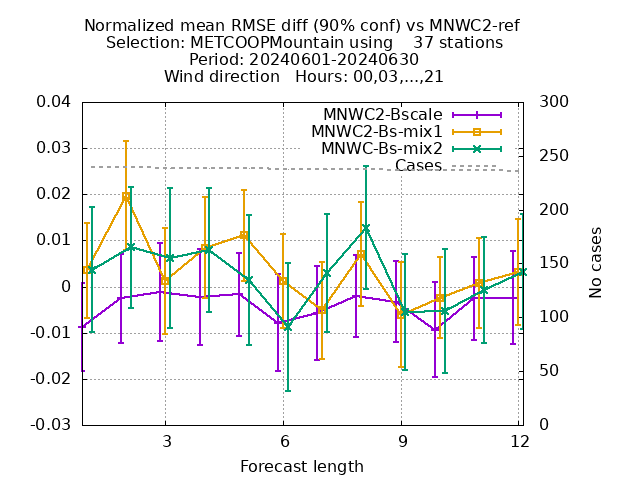 Normalized mean RMSE diff (90% conf) vs MNWC2-ref
Selection: METCOOPMountain using    37 stations
Period: 20240601-20240630
Wind direction   Hours: 00,03,...,21
MNWC2-Bscale
MNWC2-Bs-mix1
MNWC-Bs-mix2
Cases
0.04
0.03
0.02
0.01
0
-0.01
-0.02
-0.03
300
250
200
150
100
50
0
No cases
3
6
9
12
Forecast length